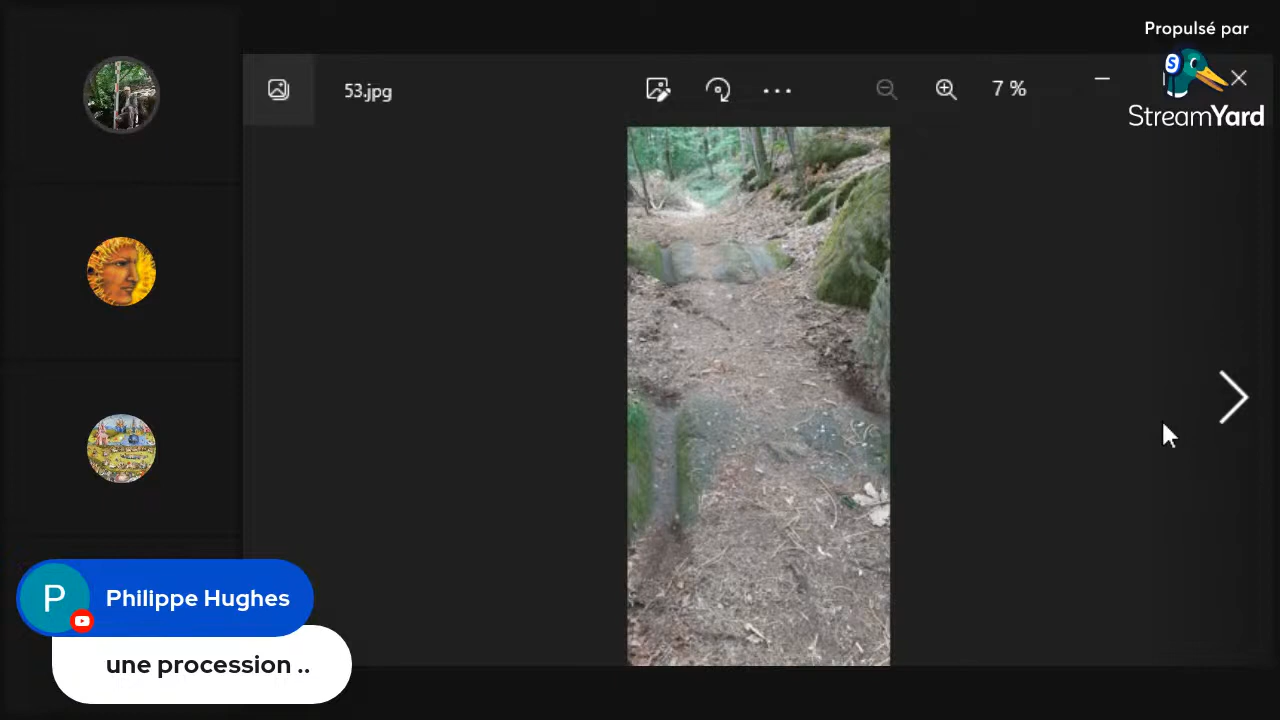 Propulsé par
StreamYard
53.jpg
7 %
P
Philippe Hughes
une procession ..